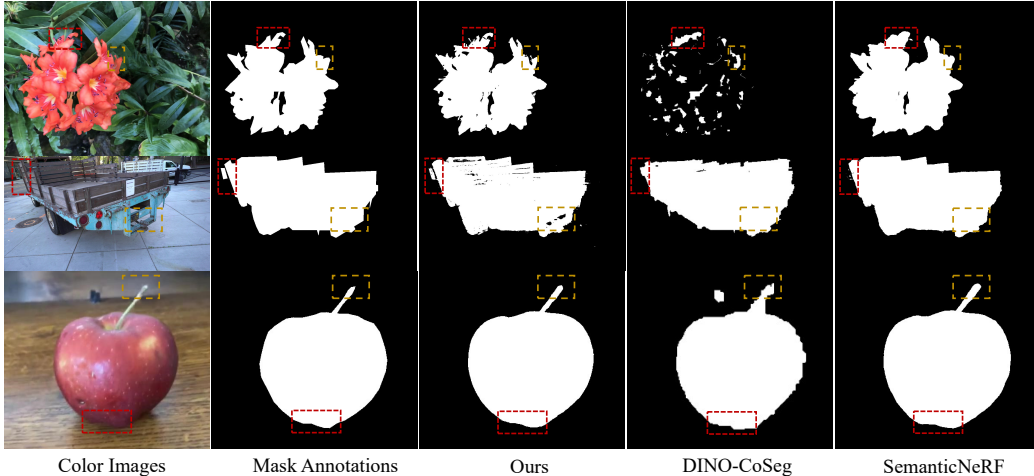 Color Images
Mask Annotations
Ours
DINO-CoSeg
SemanticNeRF